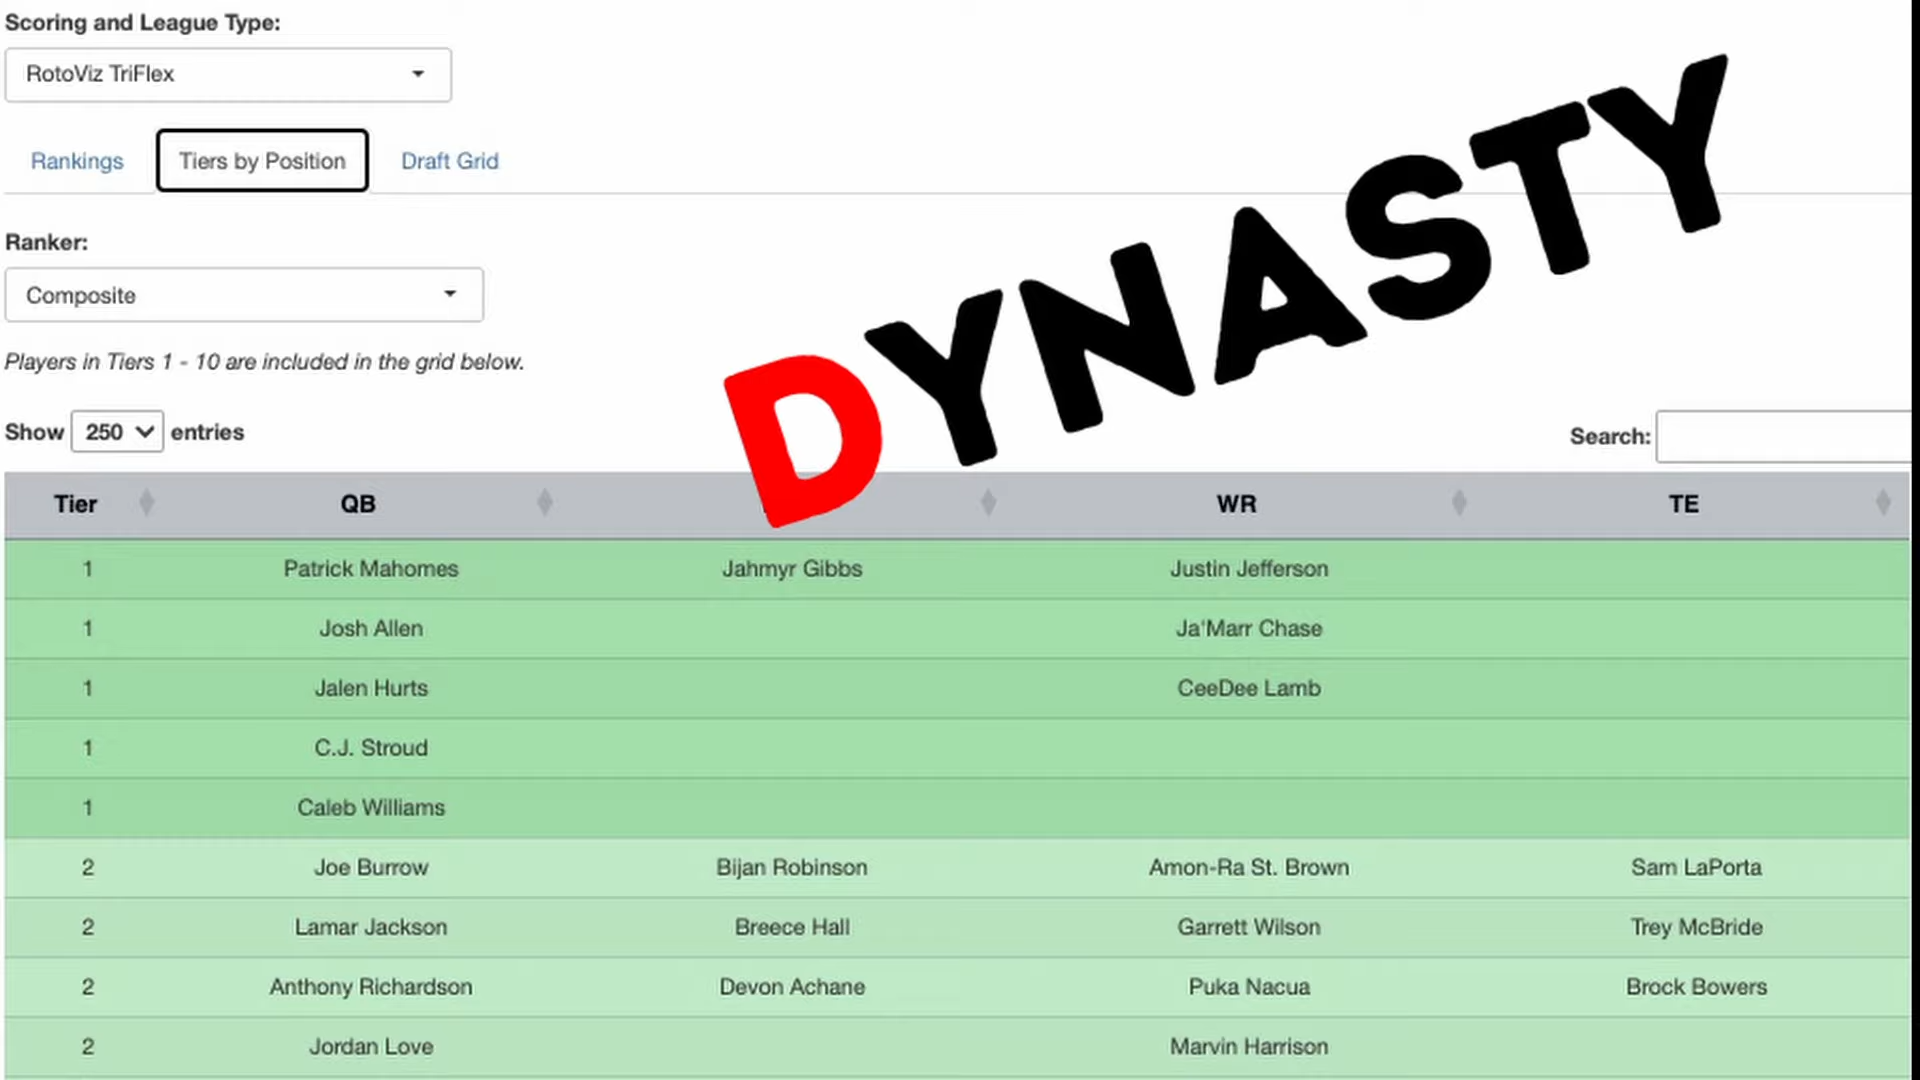 Scoring and League Type:
RotoViz TriFlex
DYNASTY
Rankings Tiers by Position Draft Grid
Ranker:
Composite
Players in Tiers 1 - 10 are included in the grid below.
Show 250 entries Search:
Tier QB WR TE
1 Patrick Mahomes Jahmyr Gibbs Justin Jefferson
1 Josh Allen Ja'Marr Chase
1 Jalen Hurts CeeDee Lamb
1 C.J. Stroud
1 Caleb Williams
2 Joe Burrow Bijan Robinson Amon-Ra St. Brown Sam LaPorta
2 Lamar Jackson Breece Hall Garrett Wilson Trey McBride
2 Anthony Richardson Devon Achane Puka Nacua Brock Bowers
2 Jordan Love Marvin Harrison